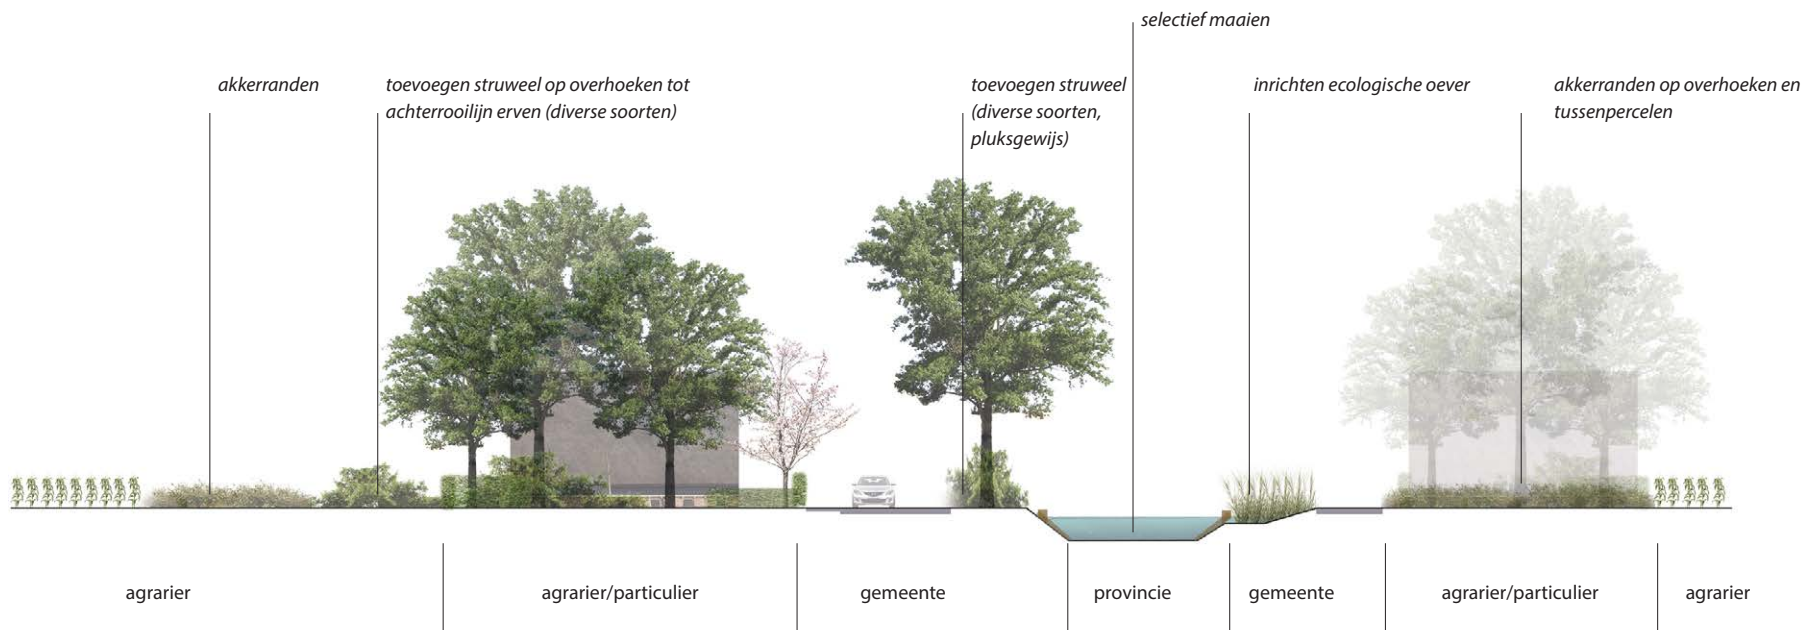 selectief maaien
akkerranden
toevoegen struweel op overhoeken tot
achterrooilijn erven (diverse soorten)
toevoegen struweel
(diverse soorten,
pluksgewijs)
inrichten ecologische oever
akkerranden op overhoeken en
tussenpercelen
agrarier
agrarier/particulier
gemeente
provincie
gemeente
agrarier/particulier
agrarier